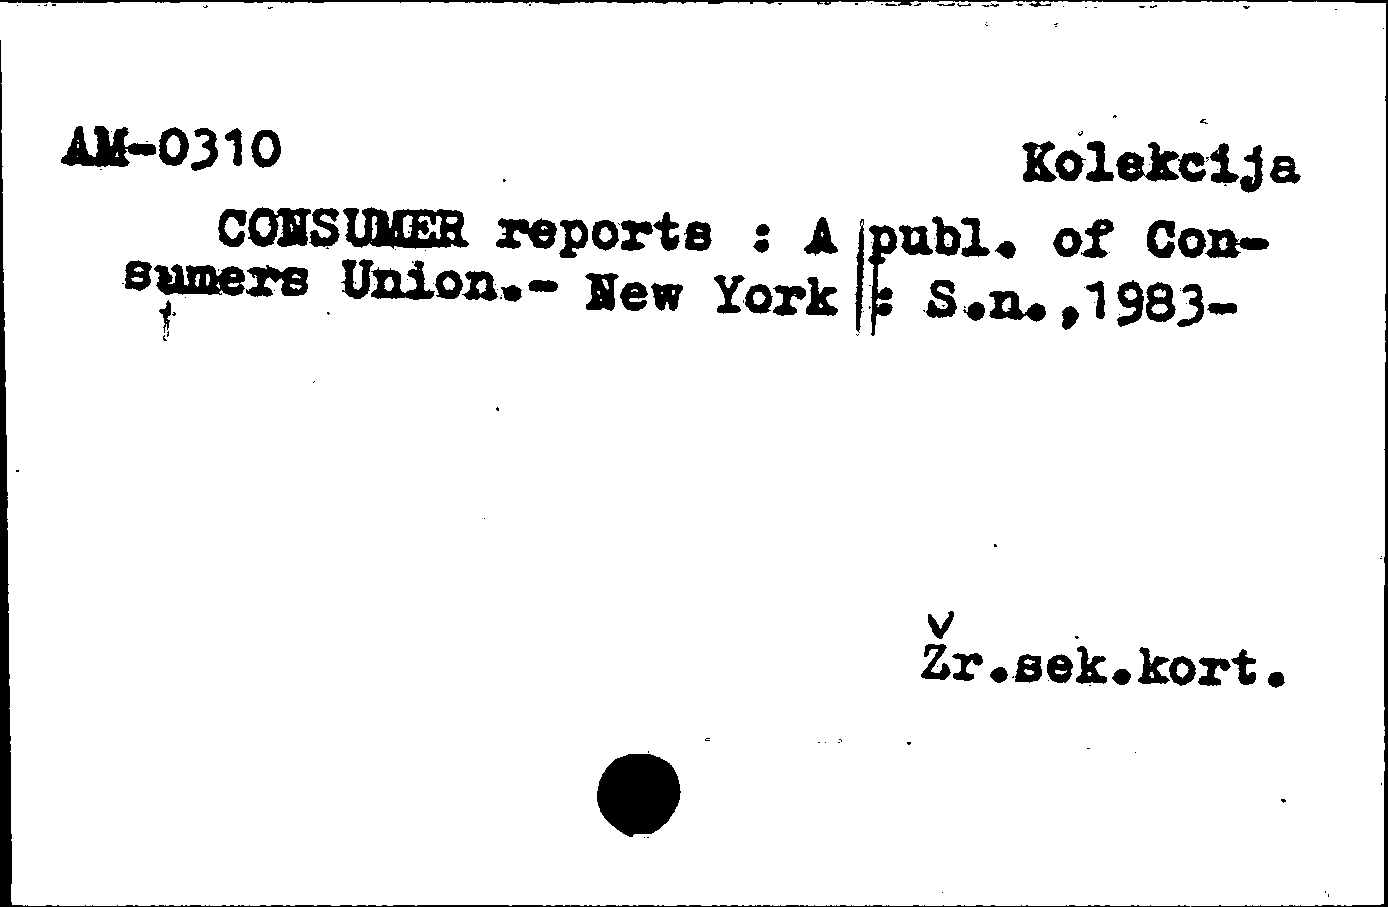 AM-0310
Kolekcija
CONSUMER reports : A publ. of Con-
sumers Union.- New York : S.n.,1983-
Žr.sek.kort.